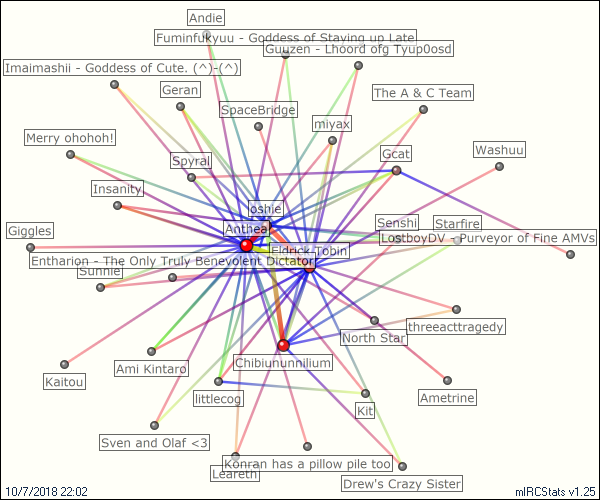 Andie
Fuminfukyuu - Goddess of Staying up Late
Guuzen - Lhoord ofg Tyup0osd
Imaimashii - Goddess of Cute. (^)-(^)
Geran
The A & C Team
SpaceBridge
miyax
Merry ohohoh!
Washuu
Gcat
Spyral
Insanity
oshie
Giggles
Anthea
Senshi
Starfire
LostboyDV - Purveyor of Fine AMVs
Eldrick Tobin
Entharion - The Only Truly Benevolent Dictator
Sunnie
threeacttragedy
North Star
Chibiununnilium
Ami Kintaro
Kaitou
Ametrine
littlecog
Kit
Sven and Olaf <3
Konran has a pillow pile too
Leareth
Drew's Crazy Sister
10/7/2018 22:02
mIRCStats v1.25